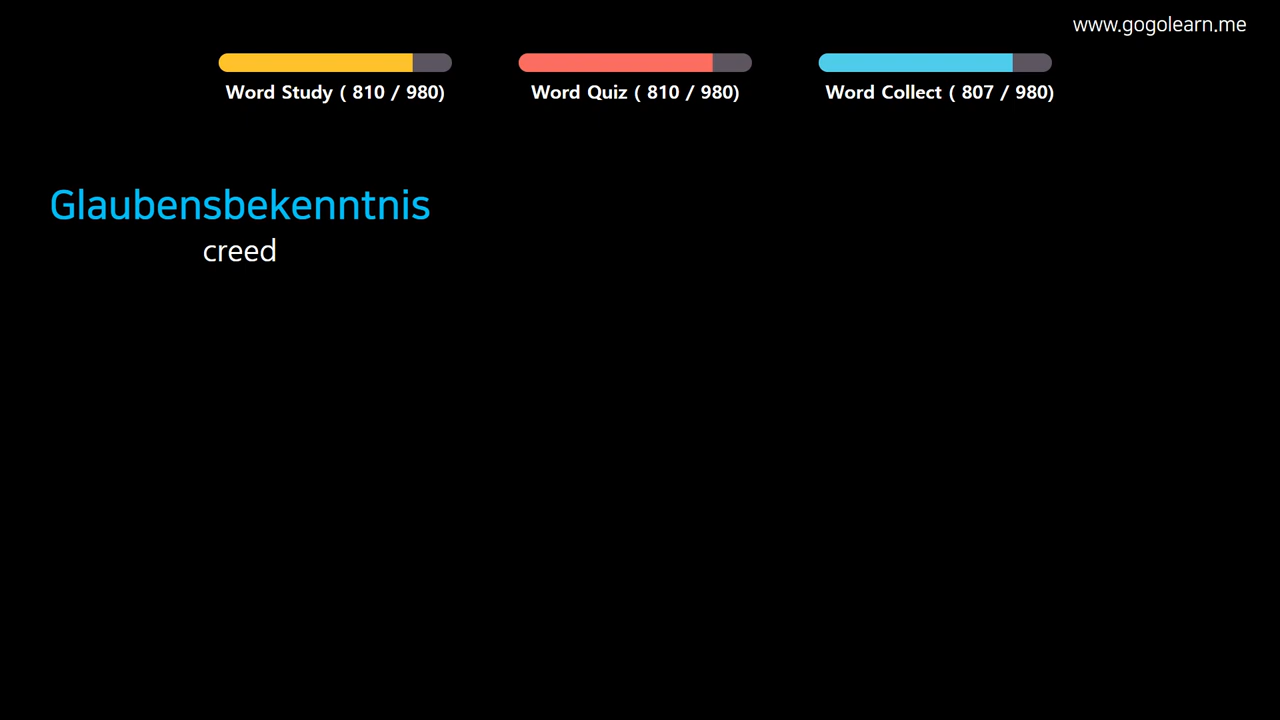 www.gogolearn.me
Word Study ( 810 / 980)
Word Quiz ( 810 / 980)
Word Collect ( 807 / 980)
Glaubensbekenntnis
creed